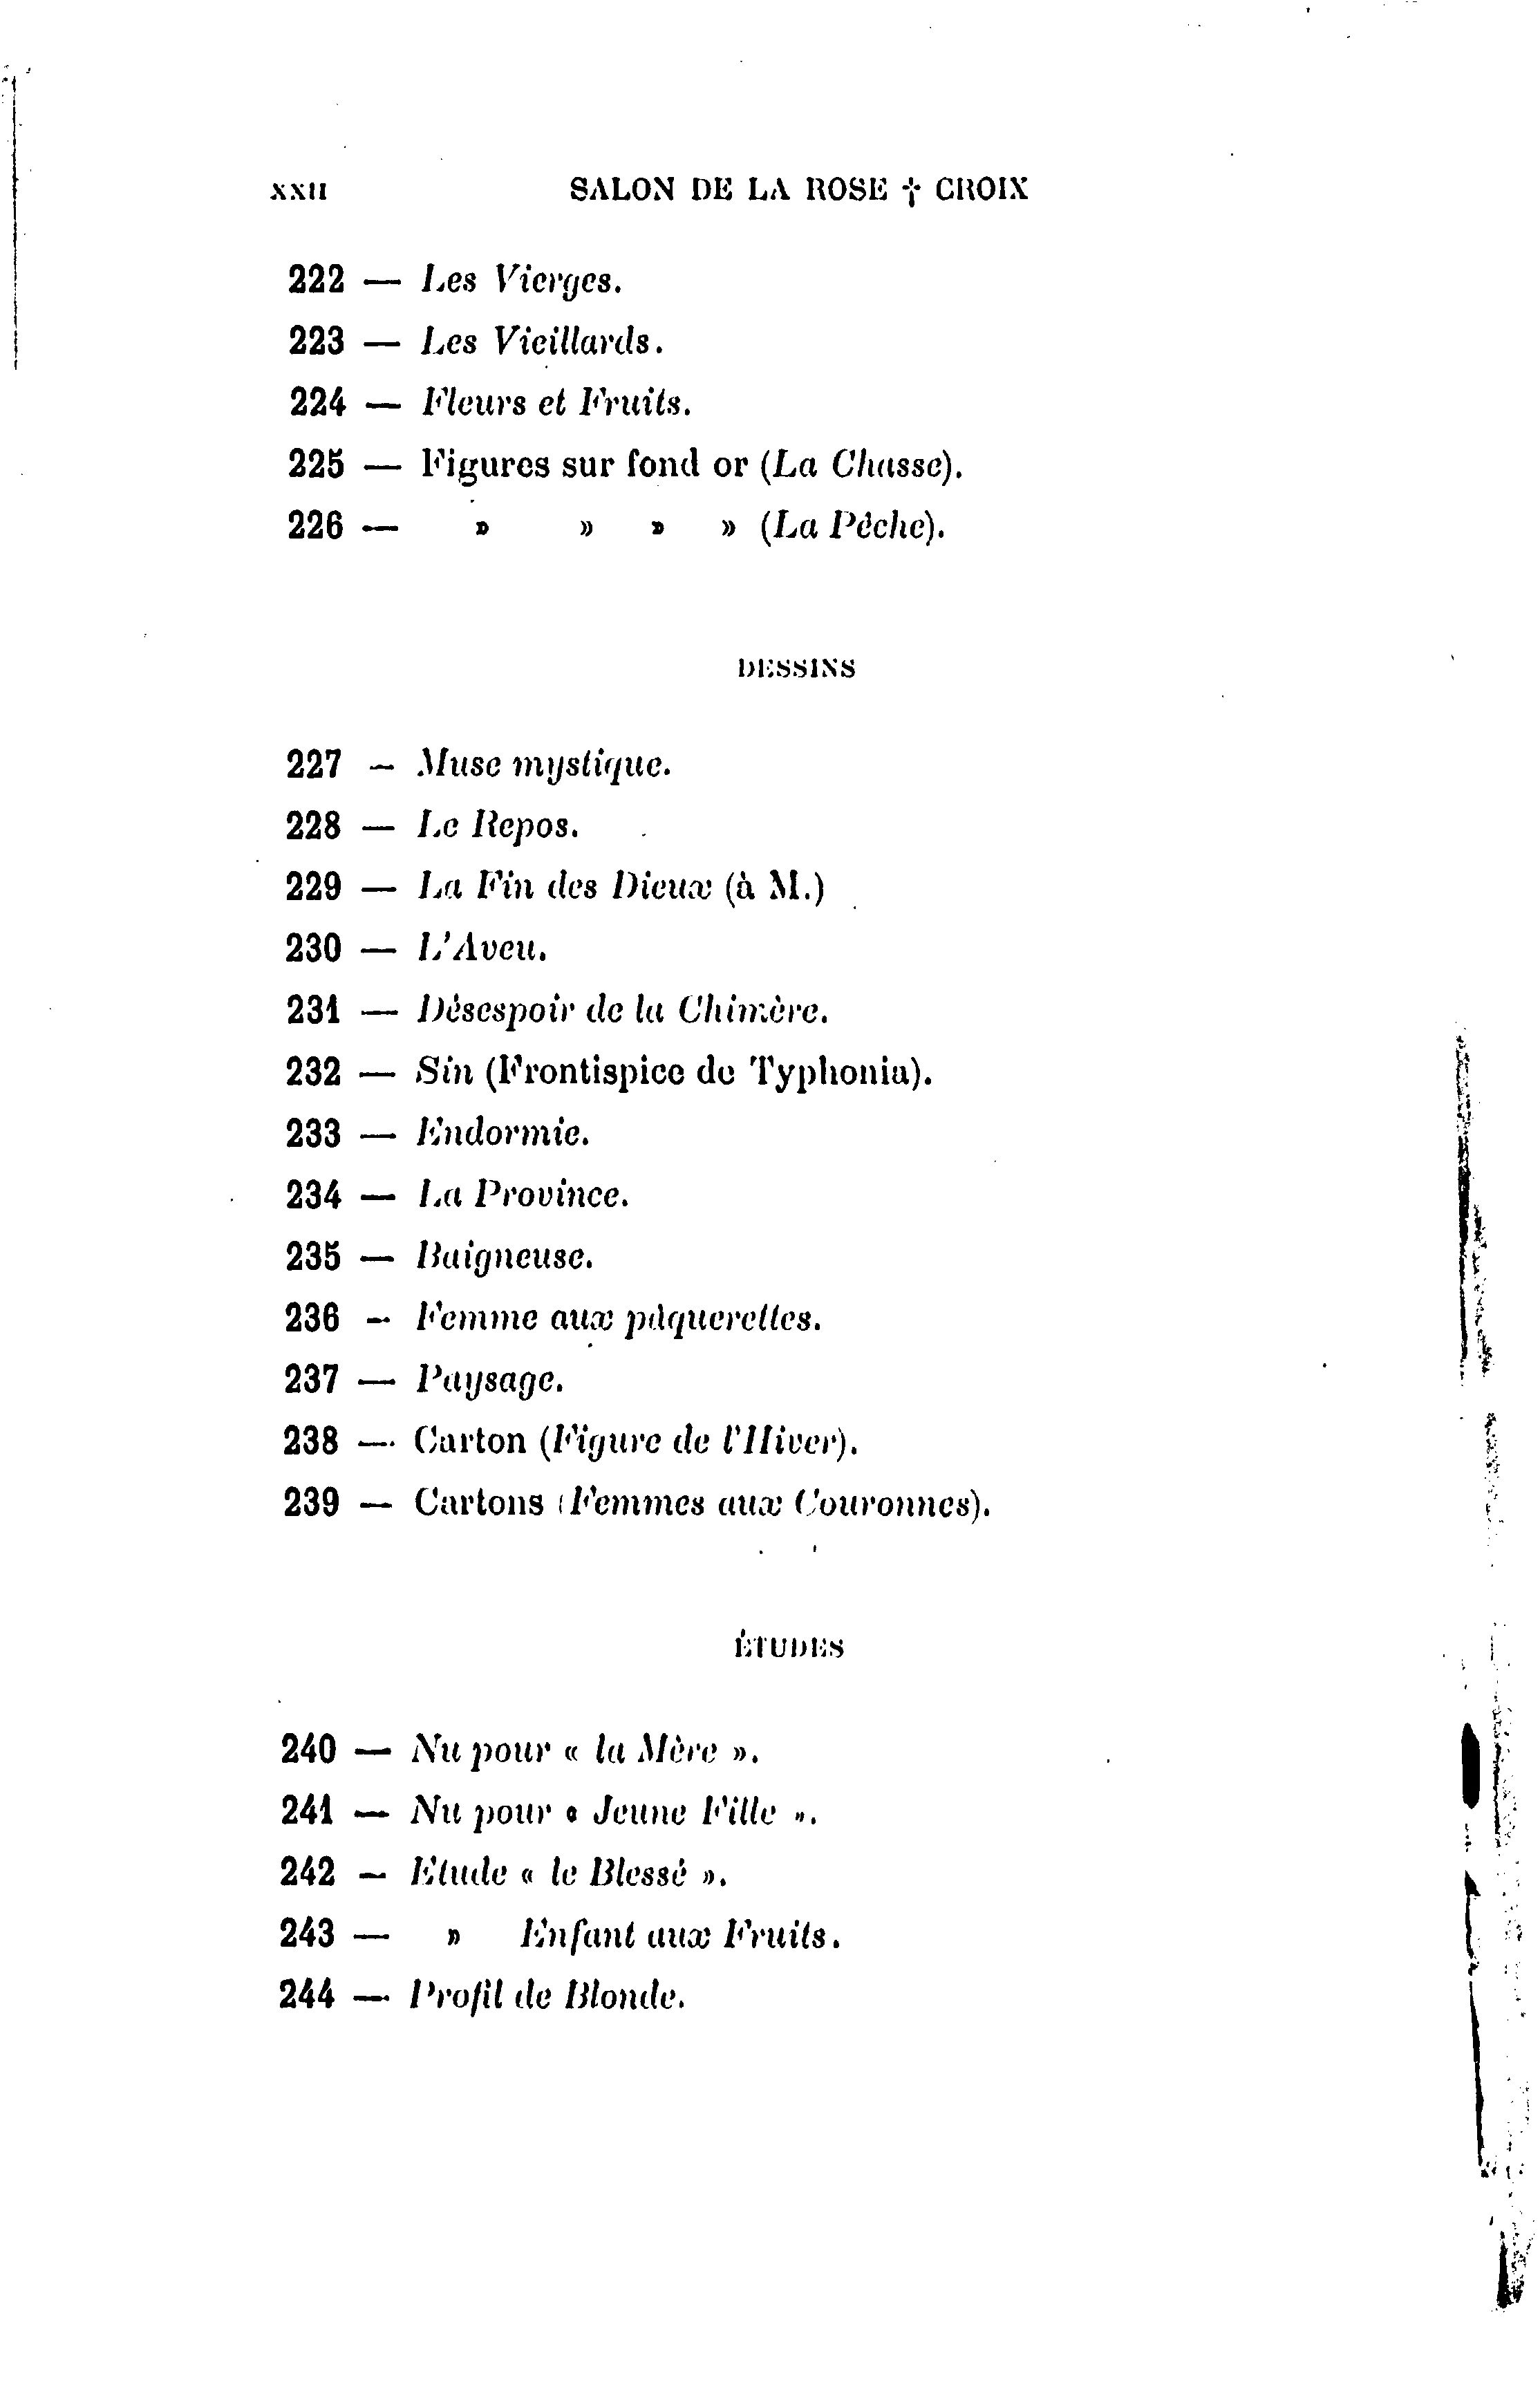 XXII SALON DE LA ROSE † CROIX
222 — Les Vierges.
223 — Les Vieillards.
224 — Fleurs et Fruits.
225 — Figures sur fond or (La Chasse).
226 — » » » » (La Pêche).
DESSINS
227 — Muse mystique.
228 — Le Repos.
229 — La Fin des Dieux (à M.)
230 — L'Aveu.
231 — Désespoir de la Chimère.
232 — Sin (Frontispice de Typhonia).
233 — Endormie.
234 — La Province.
235 — Baigneuse.
236 — Femme aux pâquerettes.
237 — Paysage.
238 — Carton (Figure de l'Hiver).
239 — Cartons (Femmes aux Couronnes).
ÉTUDES
240 — Nu pour « la Mère ».
241 — Nu pour « Jeune Fille ».
242 — Etude « le Blessé ».
243 — » Enfant aux Fruits.
244 — Profil de Blonde.